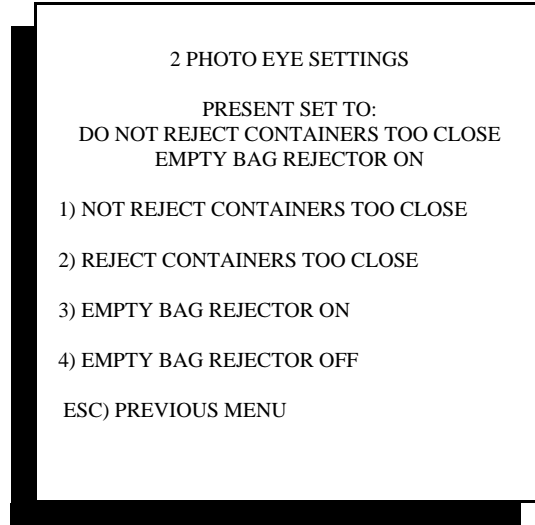 2 PHOTO EYE SETTINGS
PRESENT SET TO:
DO NOT REJECT CONTAINERS TOO CLOSE
EMPTY BAG REJECTOR ON
1) NOT REJECT CONTAINERS TOO CLOSE
2) REJECT CONTAINERS TOO CLOSE
3) EMPTY BAG REJECTOR ON
4) EMPTY BAG REJECTOR OFF
ESC) PREVIOUS MENU